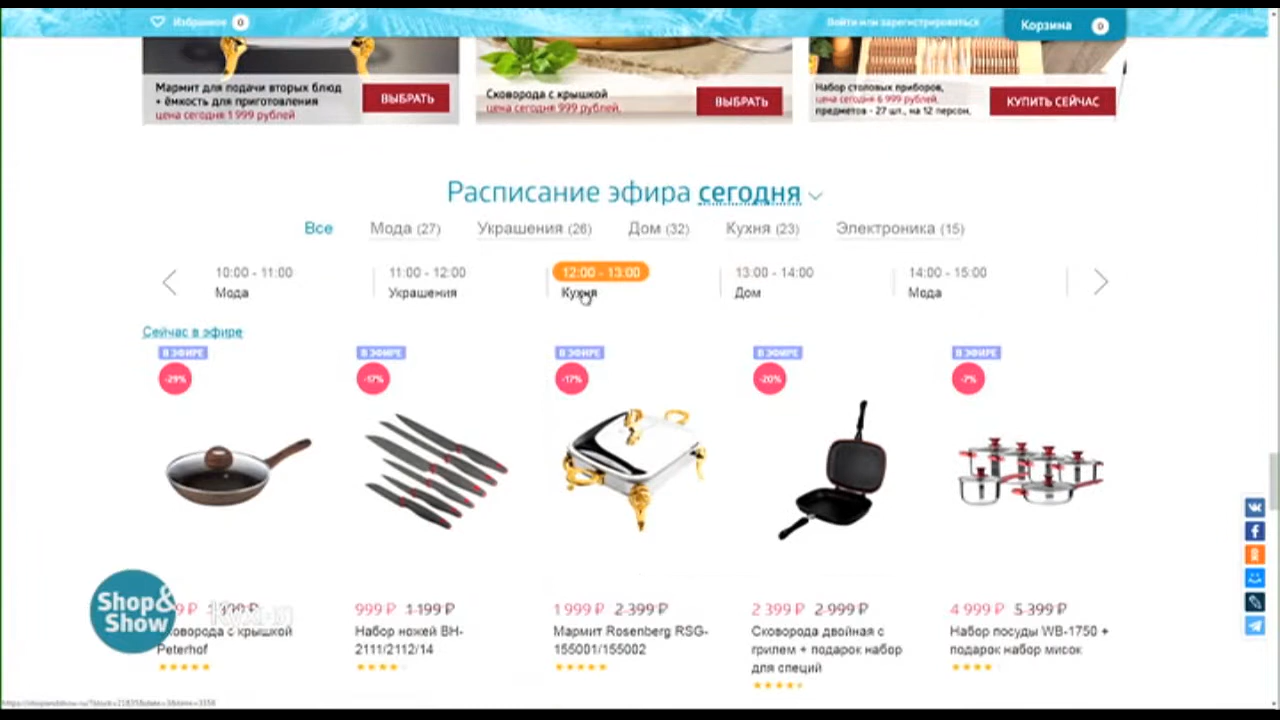 Избранное 0
Войти или зарегистрироваться
Корзина 0
Мармит для подачи вторых блюд
+ ёмкость для приготовления
цена сегодня 1 999 рублей
ВЫБРАТЬ
Сковорода с крышкой
цена сегодня 999 рублей,
ВЫБРАТЬ
Набор столовых приборов,
цена сегодня 6 999 рублей,
предметов - 27 шт., на 12 персон,
КУПИТЬ СЕЙЧАС
Расписание эфира сегодня
Все Мода (27) Украшения (26) Дом (32) Кухня (23) Электроника (15)
10:00 - 11:00 11:00 - 12:00 12:00 - 13:00 13:00 - 14:00 14:00 - 15:00
Мода Украшения Кухня Дом Мода
Сейчас в эфире
В ЭФИРЕ В ЭФИРЕ В ЭФИРЕ В ЭФИРЕ В ЭФИРЕ
-29% -17% -17% -20% -7%
Shop&
Show
Кухня
9 ₽
Сковорода с крышкой
Peterhof
999 ₽ 1 199 ₽
Набор ножей BH-
2111/2112/14
1 999 ₽ 2 399 ₽
Мармит Rosenberg RSG-
155001/155002
2 399 ₽ 2 999 ₽
Сковорода двойная с
грилем + подарок набор
для специй
4 999 ₽ 5 399 ₽
Набор посуды WB-1750 +
подарок набор мисок